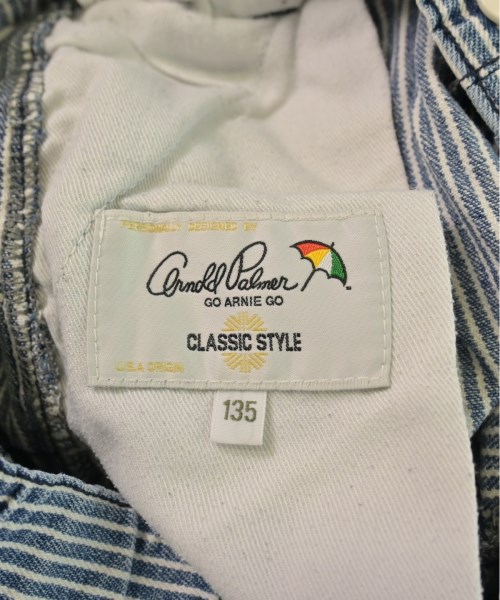 PERSONALLY DESIGNED BY
Arnold Palmer
GO ARNIE GO
CLASSIC STYLE
U.S.A ORIGIN
135